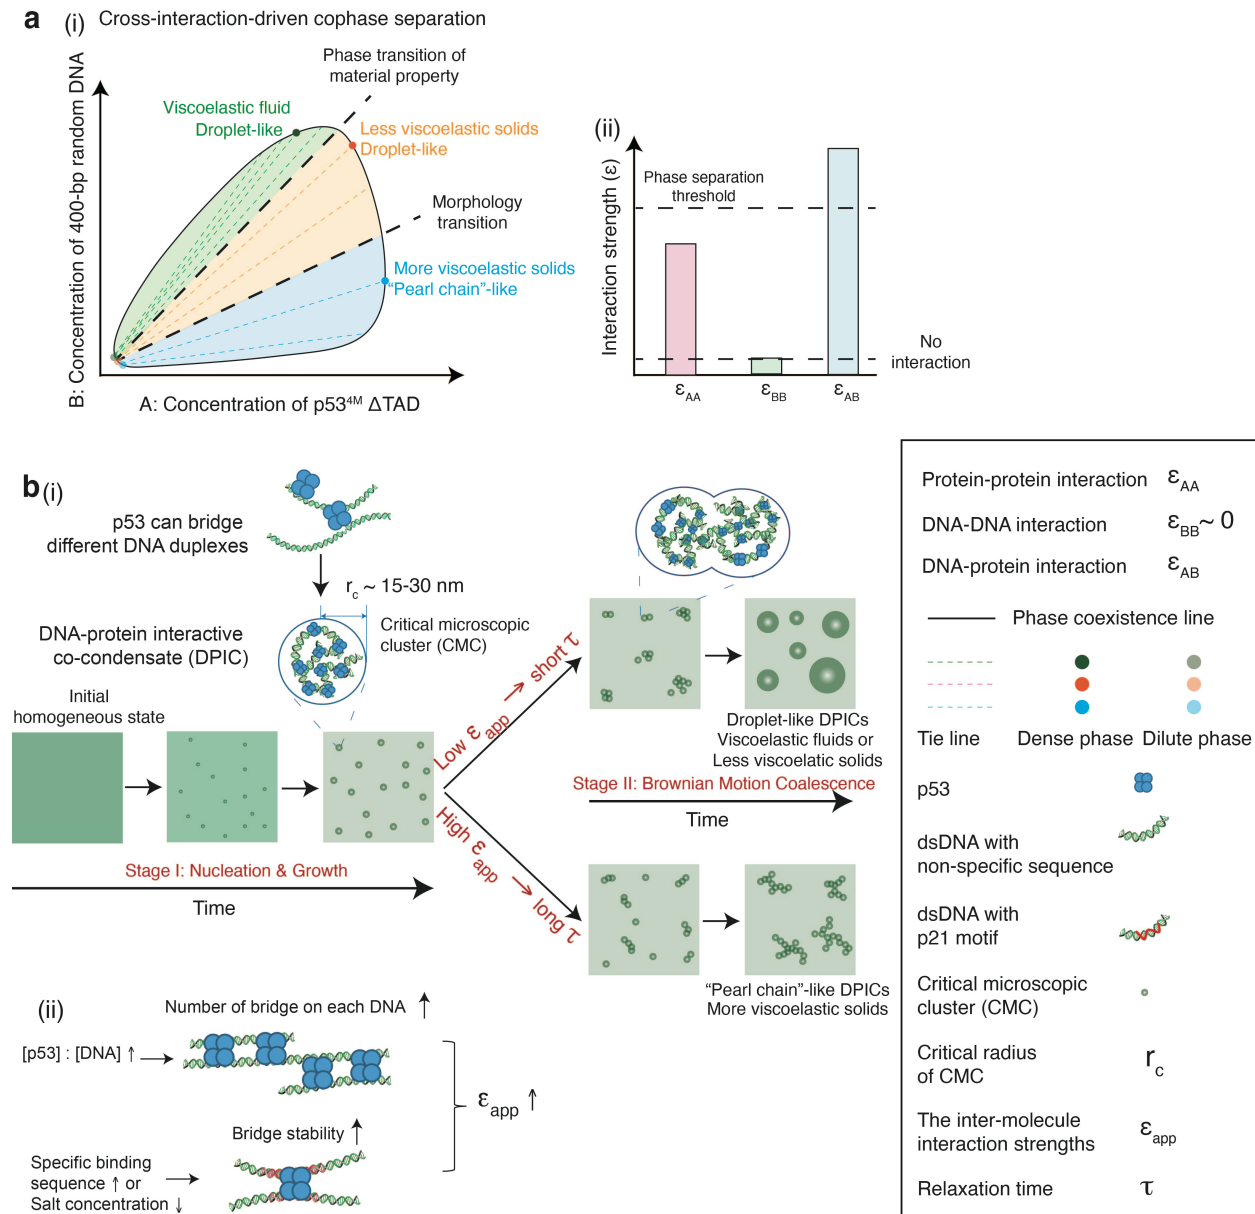 a
(i)
Cross-interaction-driven cophase separation
Phase transition of
material property
Viscoelastic fluid
Droplet-like
Less viscoelastic solids
Droplet-like
Morphology
transition
More viscoelastic solids
“Pearl chain”-like
B: Concentration of 400-bp random DNA
A: Concentration of p53⁴ᴹ ΔTAD
(ii)
Interaction strength (ε)
Phase separation
threshold
No
interaction
ε_AA
ε_BB
ε_AB
b
(i)
p53 can bridge
different DNA duplexes
r_c ~ 15-30 nm
DNA-protein interactive
co-condensate (DPIC)
Critical microscopic
cluster (CMC)
Initial
homogeneous state
Stage I: Nucleation & Growth
Time
Low ε_app → short τ
High ε_app → long τ
Droplet-like DPICs
Viscoelastic fluids or
Less viscoelatic solids
Stage II: Brownian Motion Coalescence
Time
“Pearl chain”-like DPICs
More viscoelastic solids
(ii)
Number of bridge on each DNA ↑
[p53] : [DNA] ↑
ε_app ↑
Bridge stability ↑
Specific binding
sequence ↑ or
Salt concentration ↓
Protein-protein interaction ε_AA
DNA-DNA interaction ε_BB ~ 0
DNA-protein interaction ε_AB
Phase coexistence line
Tie line Dense phase Dilute phase
p53
dsDNA with
non-specific sequence
dsDNA with
p21 motif
Critical microscopic
cluster (CMC)
Critical radius
of CMC
r_c
The inter-molecule
interaction strengths
ε_app
Relaxation time τ